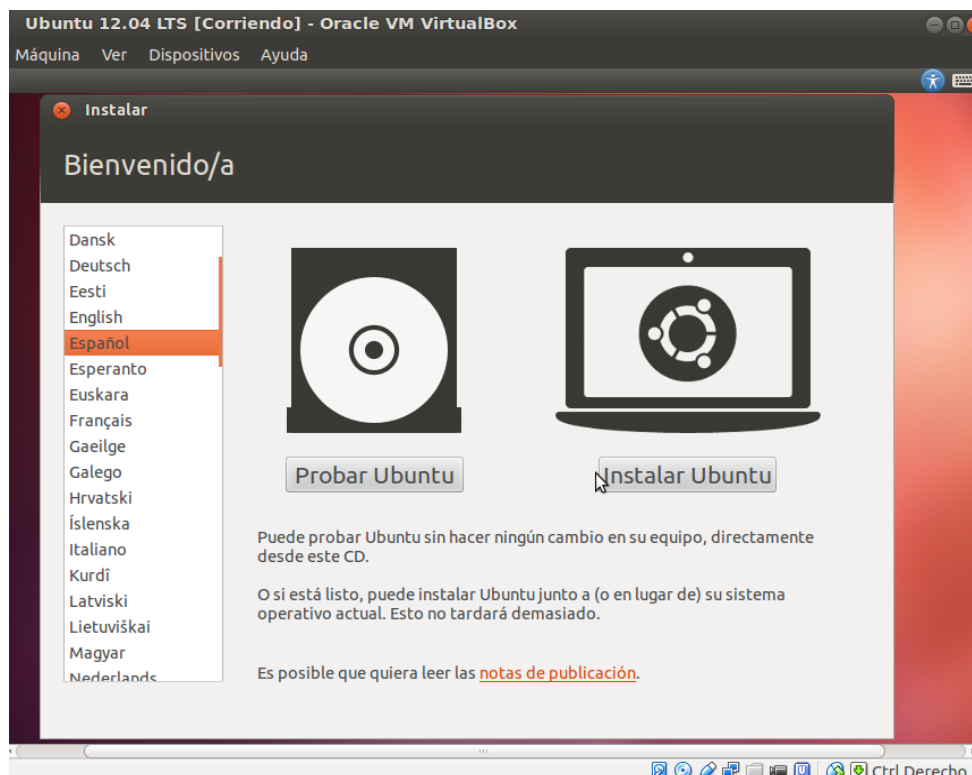 Ubuntu 12.04 LTS [Corriendo] - Oracle VM VirtualBox
Máquina Ver Dispositivos Ayuda
Instalar
Bienvenido/a
Dansk
Deutsch
Eesti
English
Español
Esperanto
Euskara
Français
Gaeilge
Galego
Hrvatski
Íslenska
Italiano
Kurdî
Latviski
Lietuviškai
Magyar
Nederlands
Probar Ubuntu
Instalar Ubuntu
Puede probar Ubuntu sin hacer ningún cambio en su equipo, directamente
desde este CD.
O si está listo, puede instalar Ubuntu junto a (o en lugar de) su sistema
operativo actual. Esto no tardará demasiado.
Es posible que quiera leer las notas de publicación.
Ctrl Derecho